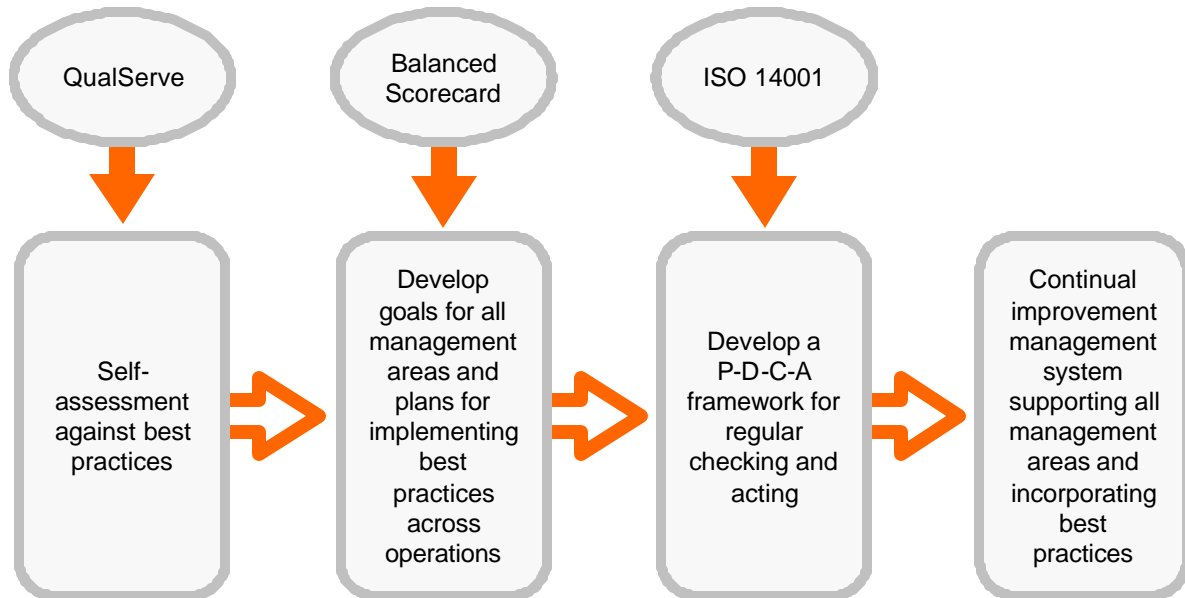 QualServe
Balanced
Scorecard
ISO 14001
Self-
assessment
against best
practices
Develop
goals for all
management
areas and
plans for
implementing
best
practices
across
operations
Develop a
P-D-C-A
framework for
regular
checking and
acting
Continual
improvement
management
system
supporting all
management
areas and
incorporating
best
practices